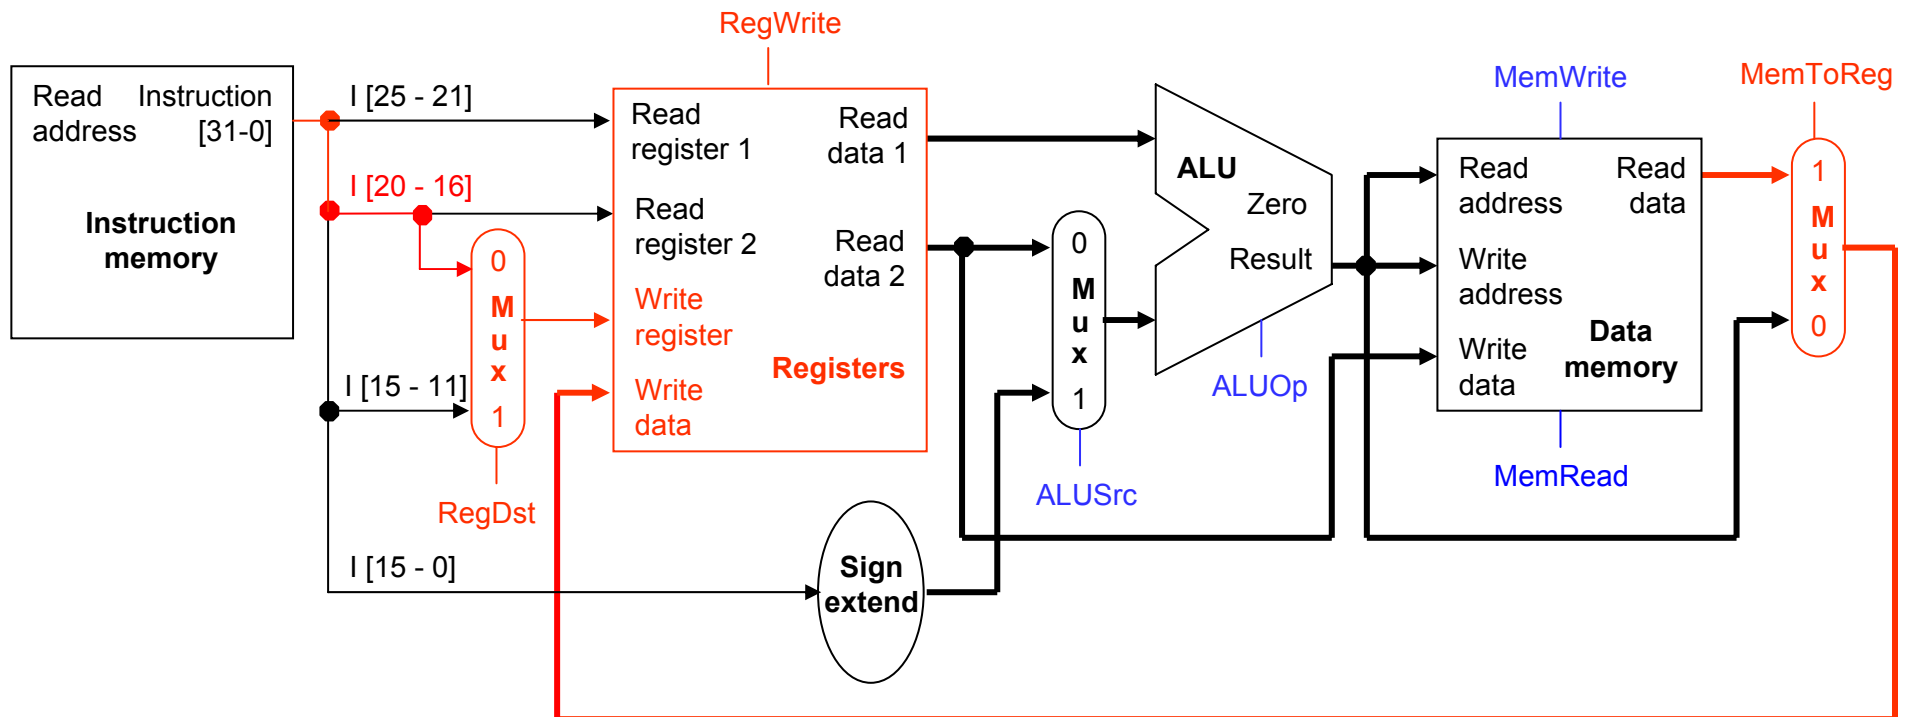 RegWrite
Read Instruction
address [31-0]
Instruction
memory
I [25 - 21]
I [20 - 16]
I [15 - 11]
I [15 - 0]
0
M
u
x
1
RegDst
Read
register 1
Read
register 2
Write
register
Write
data
Read
data 1
Read
data 2
Registers
Sign
extend
0
M
u
x
1
ALUSrc
ALU
Zero
Result
ALUOp
MemWrite
Read
address
Write
address
Write
data
Read
data
Data
memory
MemRead
MemToReg
1
M
u
x
0